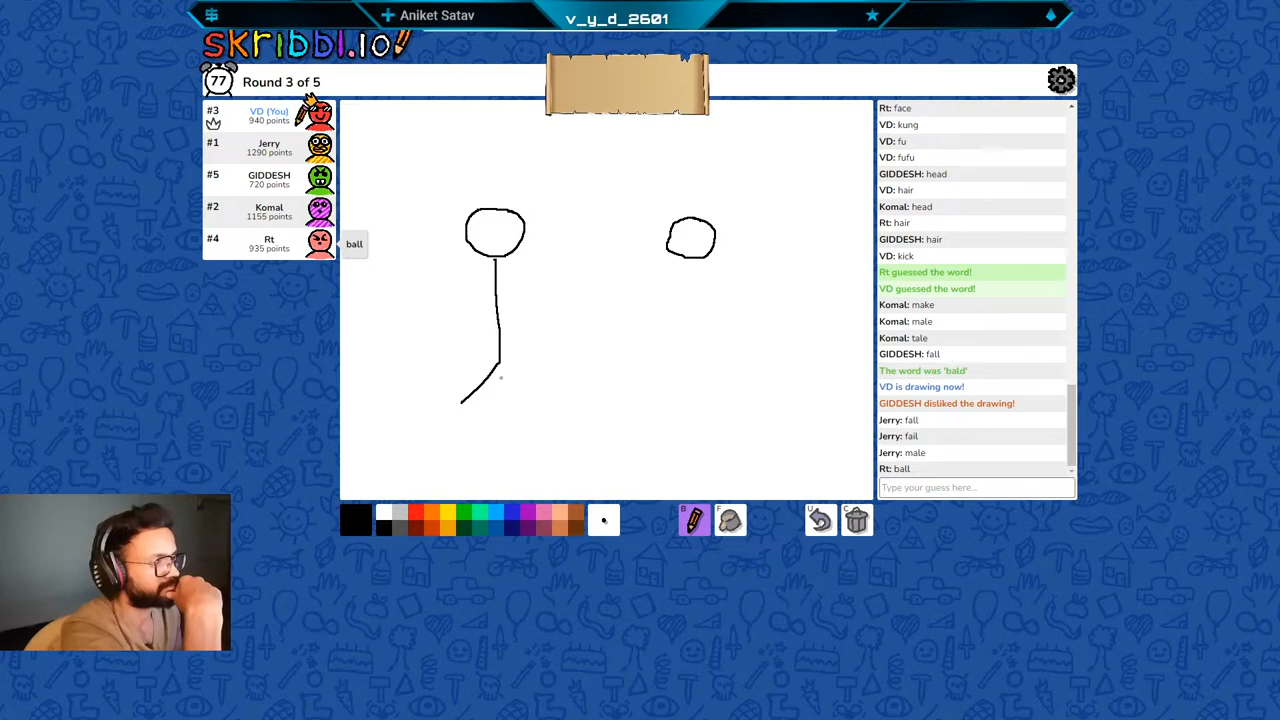 Aniket Satav
v_y_d_2601
skribbl.io
77
Round 3 of 5
#3
VD (You)
940 points
#1
Jerry
1290 points
#5
GIDDESH
720 points
#2
Komal
1155 points
#4
Rt
935 points
ball
Rt: face
VD: kung
VD: fu
VD: fufu
GIDDESH: head
VD: hair
Komal: head
Rt: hair
GIDDESH: hair
VD: kick
Rt guessed the word!
VD guessed the word!
Komal: make
Komal: male
Komal: tale
GIDDESH: fall
The word was 'bald'
VD is drawing now!
GIDDESH disliked the drawing!
Jerry: fall
Jerry: fail
Jerry: male
Rt: ball
Type your guess here...
B
F
U
C